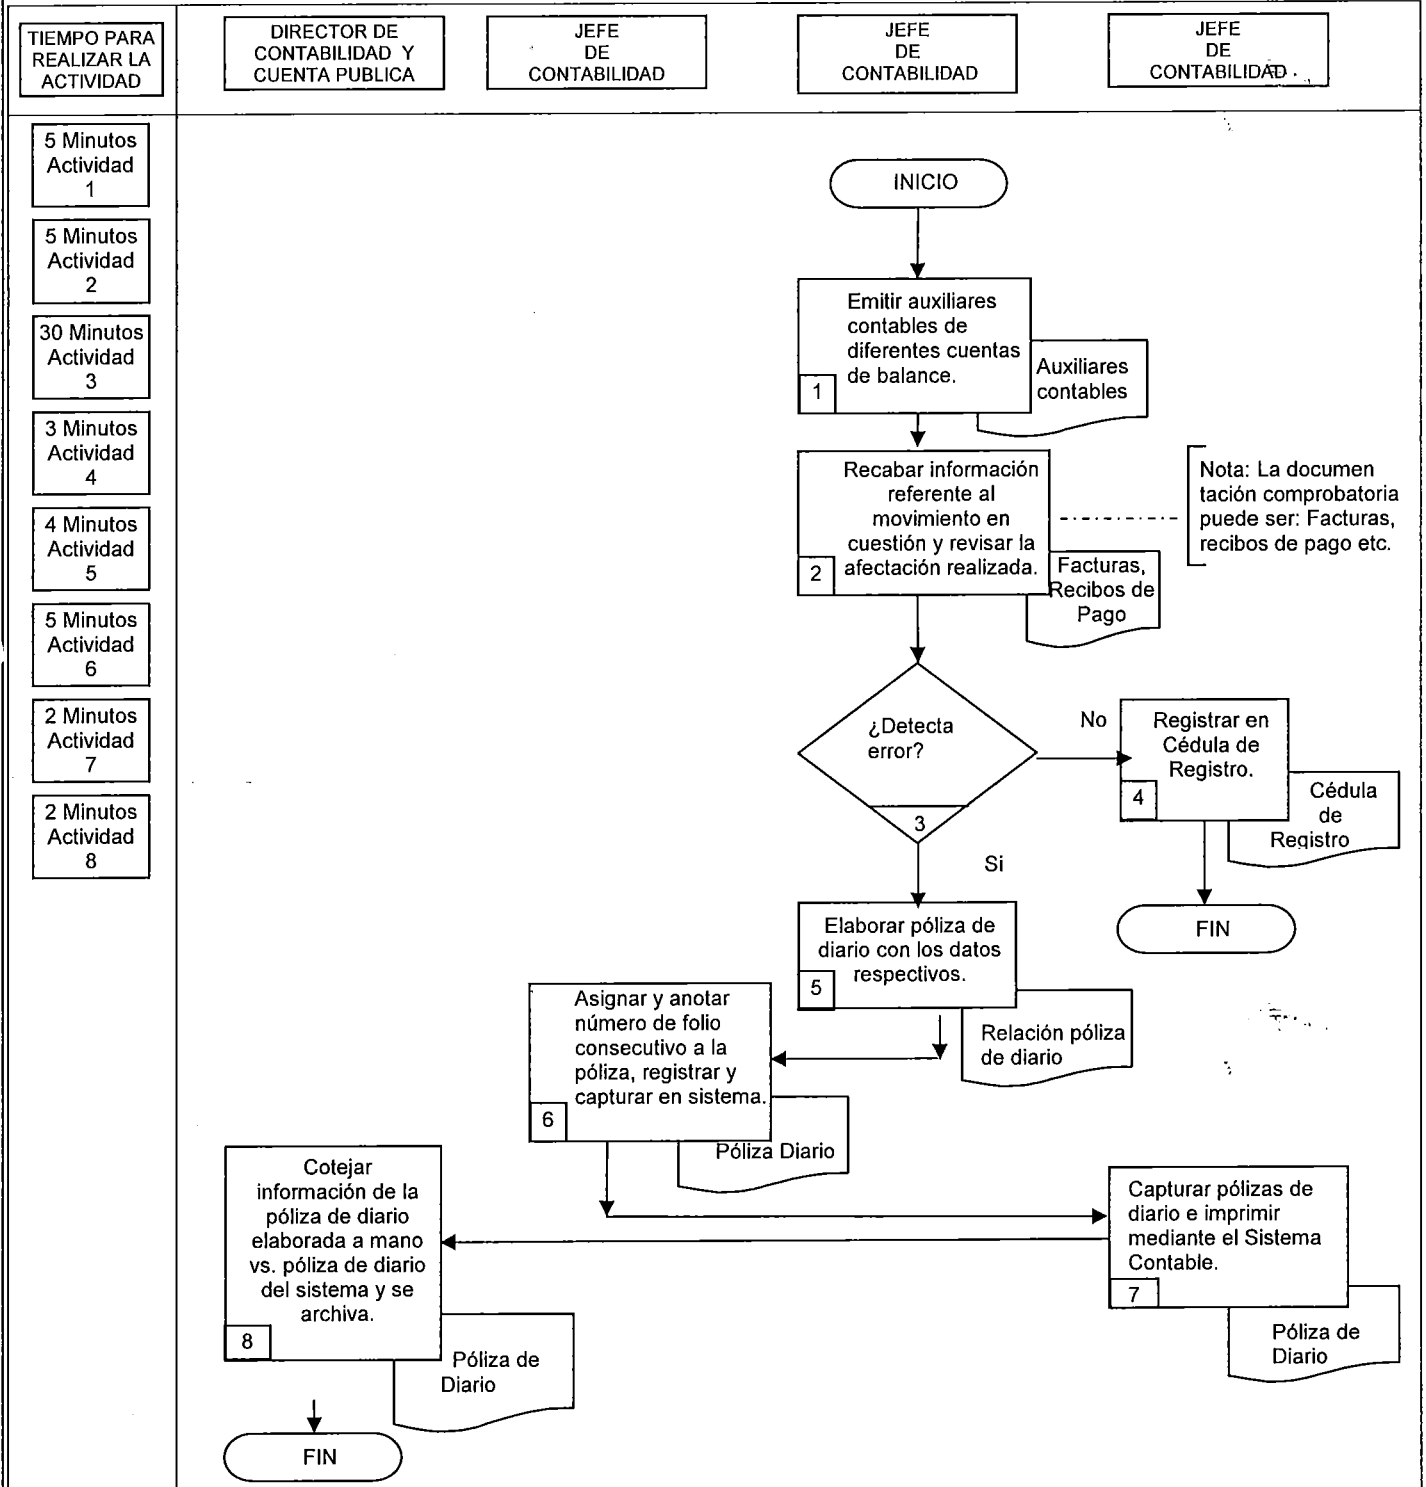 TIEMPO PARA
REALIZAR LA
ACTIVIDAD
DIRECTOR DE
CONTABILIDAD Y
CUENTA PUBLICA
JEFE
DE
CONTABILIDAD
JEFE
DE
CONTABILIDAD
JEFE
DE
CONTABILIDAD
5 Minutos
Actividad
1
5 Minutos
Actividad
2
30 Minutos
Actividad
3
3 Minutos
Actividad
4
4 Minutos
Actividad
5
5 Minutos
Actividad
6
2 Minutos
Actividad
7
2 Minutos
Actividad
8
INICIO
Emitir auxiliares
contables de
diferentes cuentas
de balance.
1
Auxiliares
contables
Recabar información
referente al
movimiento en
cuestión y revisar la
afectación realizada.
2
Facturas,
Recibos de
Pago
Nota: La documen
tación comprobatoria
puede ser: Facturas,
recibos de pago etc.
¿Detecta
error?
3
No
Registrar en
Cédula de
Registro.
4
Cédula
de
Registro
FIN
Si
Elaborar póliza de
diario con los datos
respectivos.
5
Relación póliza
de diario
Asignar y anotar
número de folio
consecutivo a la
póliza, registrar y
capturar en sistema.
6
Póliza Diario
Capturar pólizas de
diario e imprimir
mediante el Sistema
Contable.
7
Póliza de
Diario
Cotejar
información de la
póliza de diario
elaborada a mano
vs. póliza de diario
del sistema y se
archiva.
8
Póliza de
Diario
FIN